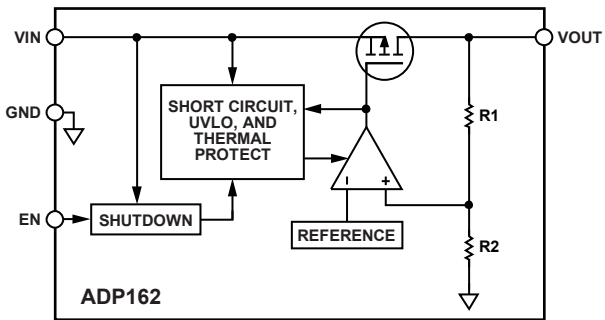 VIN
VOUT
GND
SHORT CIRCUIT,
UVLO, AND
THERMAL
PROTECT
R1
EN
SHUTDOWN
– +
REFERENCE
R2
ADP162